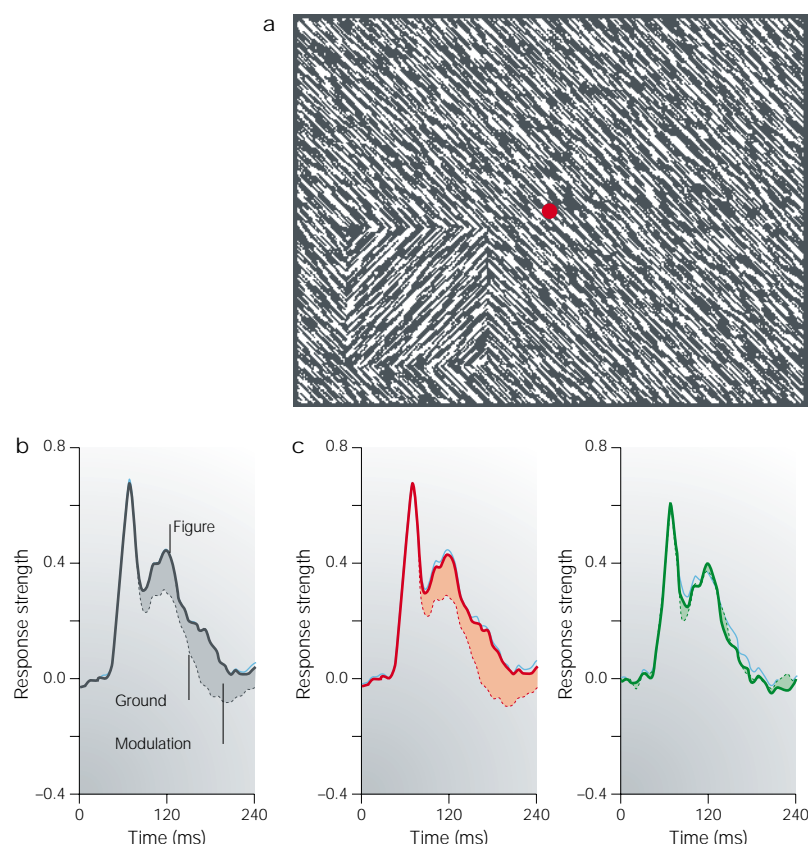 a
b
c
0.8
0.4
0.0
–0.4
Response strength
Figure
Ground
Modulation
0
120
240
Time (ms)
0.8
0.4
0.0
–0.4
Response strength
0
120
240
Time (ms)
0.8
0.4
0.0
–0.4
Response strength
0
120
240
Time (ms)